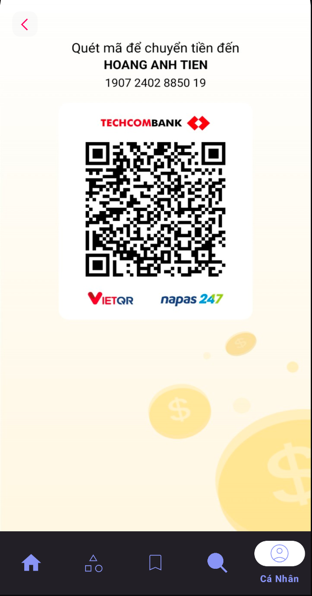 Quét mã để chuyển tiền đến
HOANG ANH TIEN
1907 2402 8850 19
TECHCOMBANK
VIETQR
napas 247
Cá Nhân